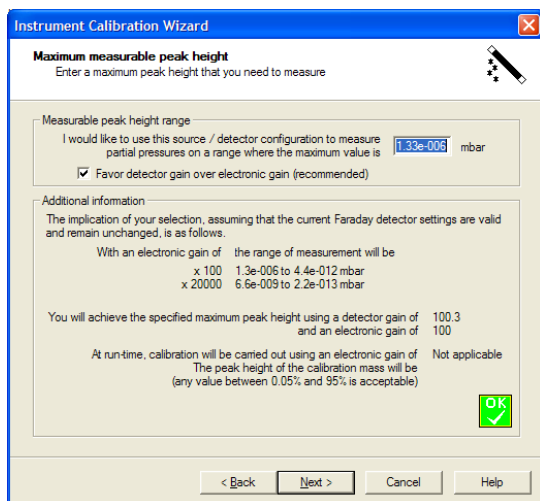 Instrument Calibration Wizard
Maximum measurable peak height
Enter a maximum peak height that you need to measure
Measurable peak height range
I would like to use this source / detector configuration to measure
partial pressures on a range where the maximum value is 1.33e-006 mbar
Favor detector gain over electronic gain (recommended)
Additional information
The implication of your selection, assuming that the current Faraday detector settings are valid
and remain unchanged, is as follows.
With an electronic gain of the range of measurement will be
x 100 1.3e-006 to 4.4e-012 mbar
x 20000 6.6e-009 to 2.2e-013 mbar
You will achieve the specified maximum peak height using a detector gain of 100.3
and an electronic gain of 100
At run-time, calibration will be carried out using an electronic gain of Not applicable
The peak height of the calibration mass will be
(any value between 0.05% and 95% is acceptable)
OK
< Back Next > Cancel Help